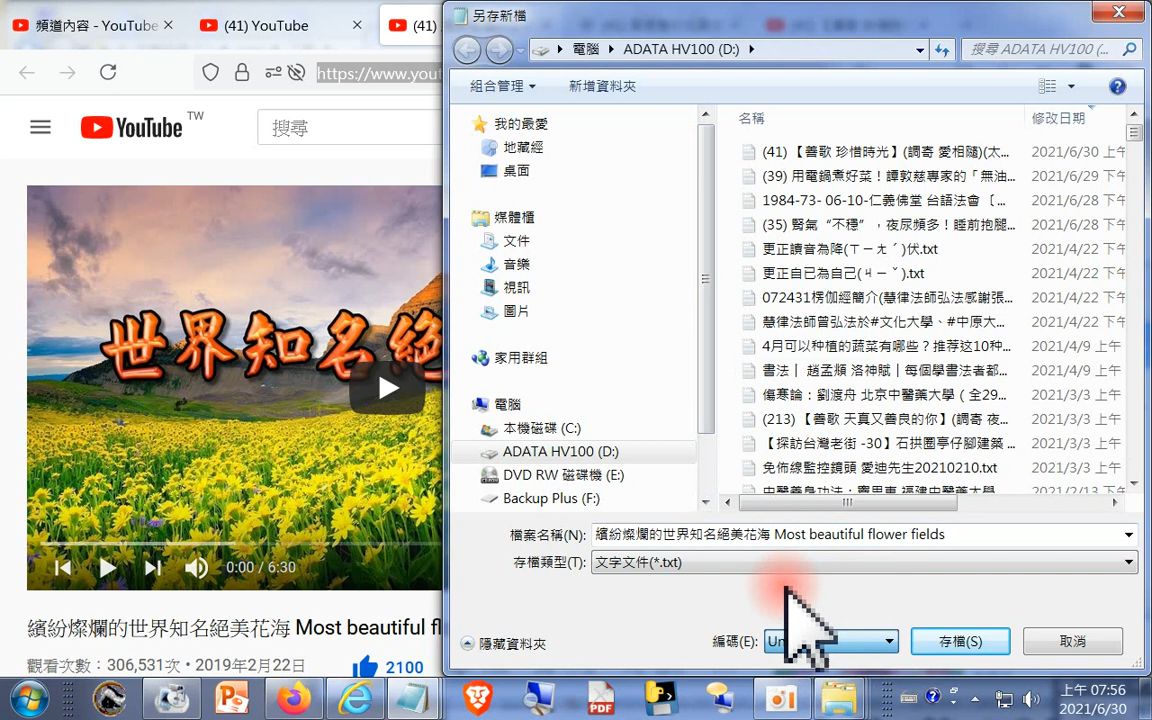 頻道內容 - YouTube
(41) YouTube
(41)
https://www.yout
YouTube TW
搜尋
世界知名絕
0:00 / 6:30
繽紛燦爛的世界知名絕美花海 Most beautiful fl
觀看次數：306,531次 • 2019年2月22日
2100
另存新檔
電腦 ADATA HV100 (D:)
搜尋 ADATA HV100 (...
組合管理
新增資料夾
我的最愛
地藏經
桌面
媒體櫃
文件
音樂
視訊
圖片
家用群組
電腦
本機磁碟 (C:)
ADATA HV100 (D:)
DVD RW 磁碟機 (E:)
Backup Plus (F:)
名稱 修改日期
(41) 【善歌 珍惜時光】(調寄 愛相隨)(太... 2021/6/30 上午
(39) 用電鍋煮好菜！譚敦慈專家的「無油... 2021/6/29 下午
1984-73- 06-10-仁義佛堂 台語法會 〔... 2021/6/28 下午
(35) 腎氣“不穩”，夜尿頻多！睡前抱腿... 2021/6/28 下午
更正讀音為降(ㄒㄧㄤˊ)伏.txt 2021/4/22 下午
更正自已為自己(ㄐㄧˇ).txt 2021/4/22 下午
072431楞伽經簡介(慧律法師弘法感謝張... 2021/4/22 下午
慧律法師曾弘法於#文化大學、#中原大... 2021/4/22 下午
4月可以种植的蔬菜有哪些？推荐这10种... 2021/4/9 上午
書法｜ 趙孟頫 洛神賦｜每個學書法者都... 2021/4/9 上午
傷寒論：劉渡舟 北京中醫藥大學（全29... 2021/3/3 上午
(213) 【善歌 天真又善良的你】(調寄 夜... 2021/3/3 上午
【探訪台灣老街 -30】石拱圈亭仔腳建築 ... 2021/3/3 上午
免佈線監控鏡頭 愛迪先生20210210.txt 2021/3/3 上午
2021/2/13 下午
檔案名稱(N): 繽紛燦爛的世界知名絕美花海 Most beautiful flower fields
存檔類型(T): 文字文件(*.txt)
隱藏資料夾
編碼(E): Un
存檔(S)
取消
PDF
上午 07:56
2021/6/30